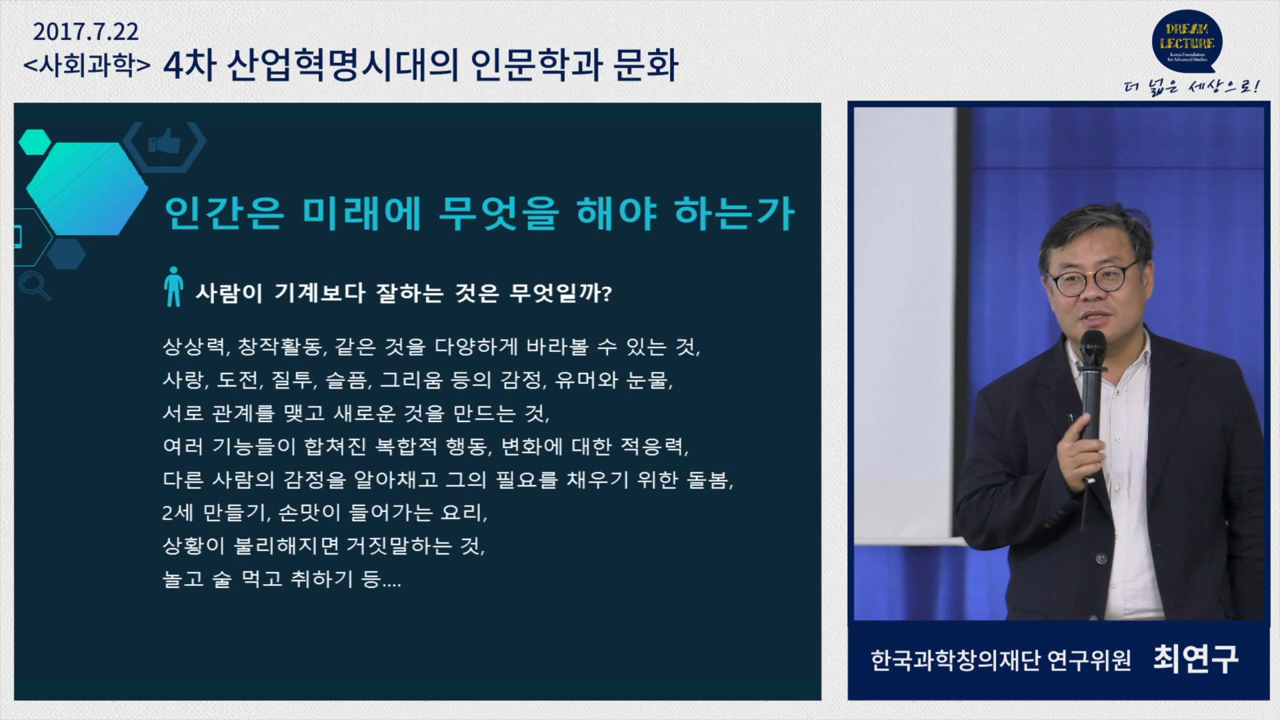 2017.7.22
<사회과학> 4차 산업혁명시대의 인문학과 문화
DREAM
LECTURE
Korea Foundation
for Advanced Studies
더 넓은 세상으로!
인간은 미래에 무엇을 해야 하는가
사람이 기계보다 잘하는 것은 무엇일까?
상상력, 창작활동, 같은 것을 다양하게 바라볼 수 있는 것,
사랑, 도전, 질투, 슬픔, 그리움 등의 감정, 유머와 눈물,
서로 관계를 맺고 새로운 것을 만드는 것,
여러 기능들이 합쳐진 복합적 행동, 변화에 대한 적응력,
다른 사람의 감정을 알아채고 그의 필요를 채우기 위한 돌봄,
2세 만들기, 손맛이 들어가는 요리,
상황이 불리해지면 거짓말하는 것,
놀고 술 먹고 취하기 등....
한국과학창의재단 연구위원 최연구